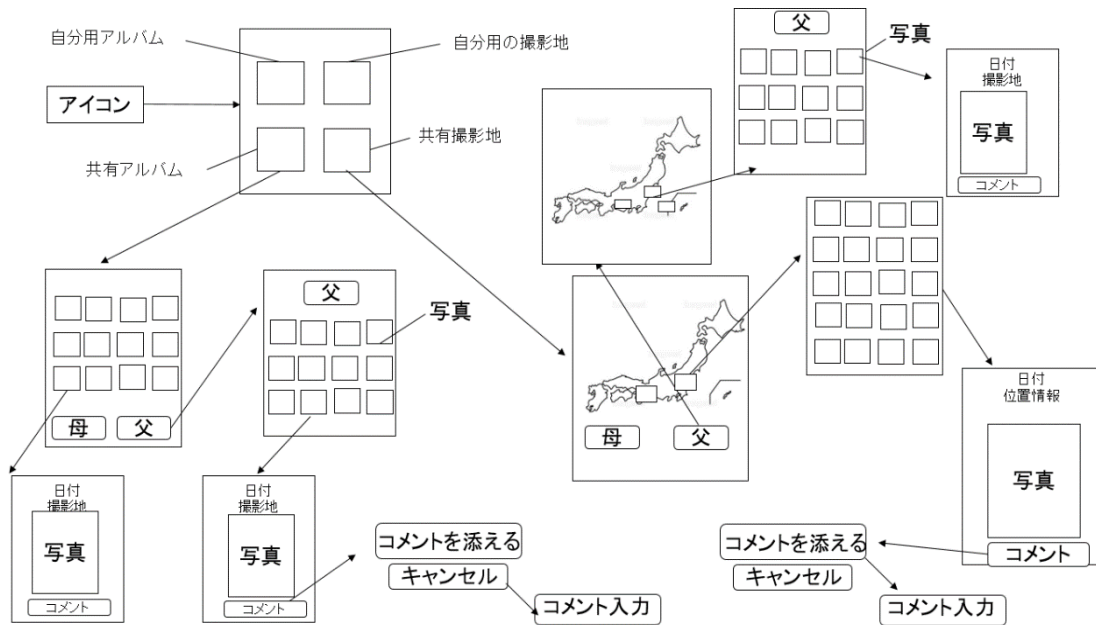 自分用アルバム
自分用の撮影地
アイコン
共有アルバム
共有撮影地
父
写真
日付
撮影地
写真
コメント
母
父
父
写真
母
父
日付
位置情報
写真
コメント
日付
撮影地
写真
コメント
日付
撮影地
写真
コメント
コメントを添える
キャンセル
コメント入力
コメントを添える
キャンセル
コメント入力